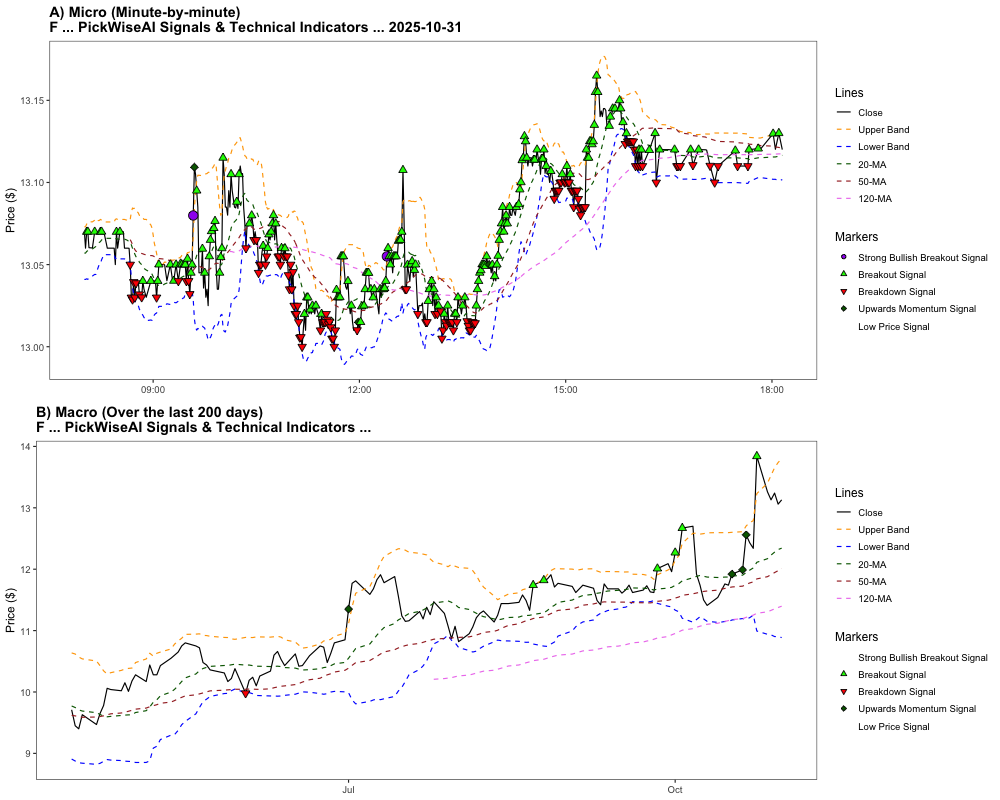 A) Micro (Minute-by-minute)
F ... PickWiseAI Signals & Technical Indicators ... 2025-10-31
Price ($)
13.15
13.10
13.05
13.00
09:00
12:00
15:00
18:00
Lines
Close
Upper Band
Lower Band
20-MA
50-MA
120-MA
Markers
Strong Bullish Breakout Signal
Breakout Signal
Breakdown Signal
Upwards Momentum Signal
Low Price Signal
B) Macro (Over the last 200 days)
F ... PickWiseAI Signals & Technical Indicators ...
Price ($)
14
13
12
11
10
9
Jul
Oct
Lines
Close
Upper Band
Lower Band
20-MA
50-MA
120-MA
Markers
Strong Bullish Breakout Signal
Breakout Signal
Breakdown Signal
Upwards Momentum Signal
Low Price Signal